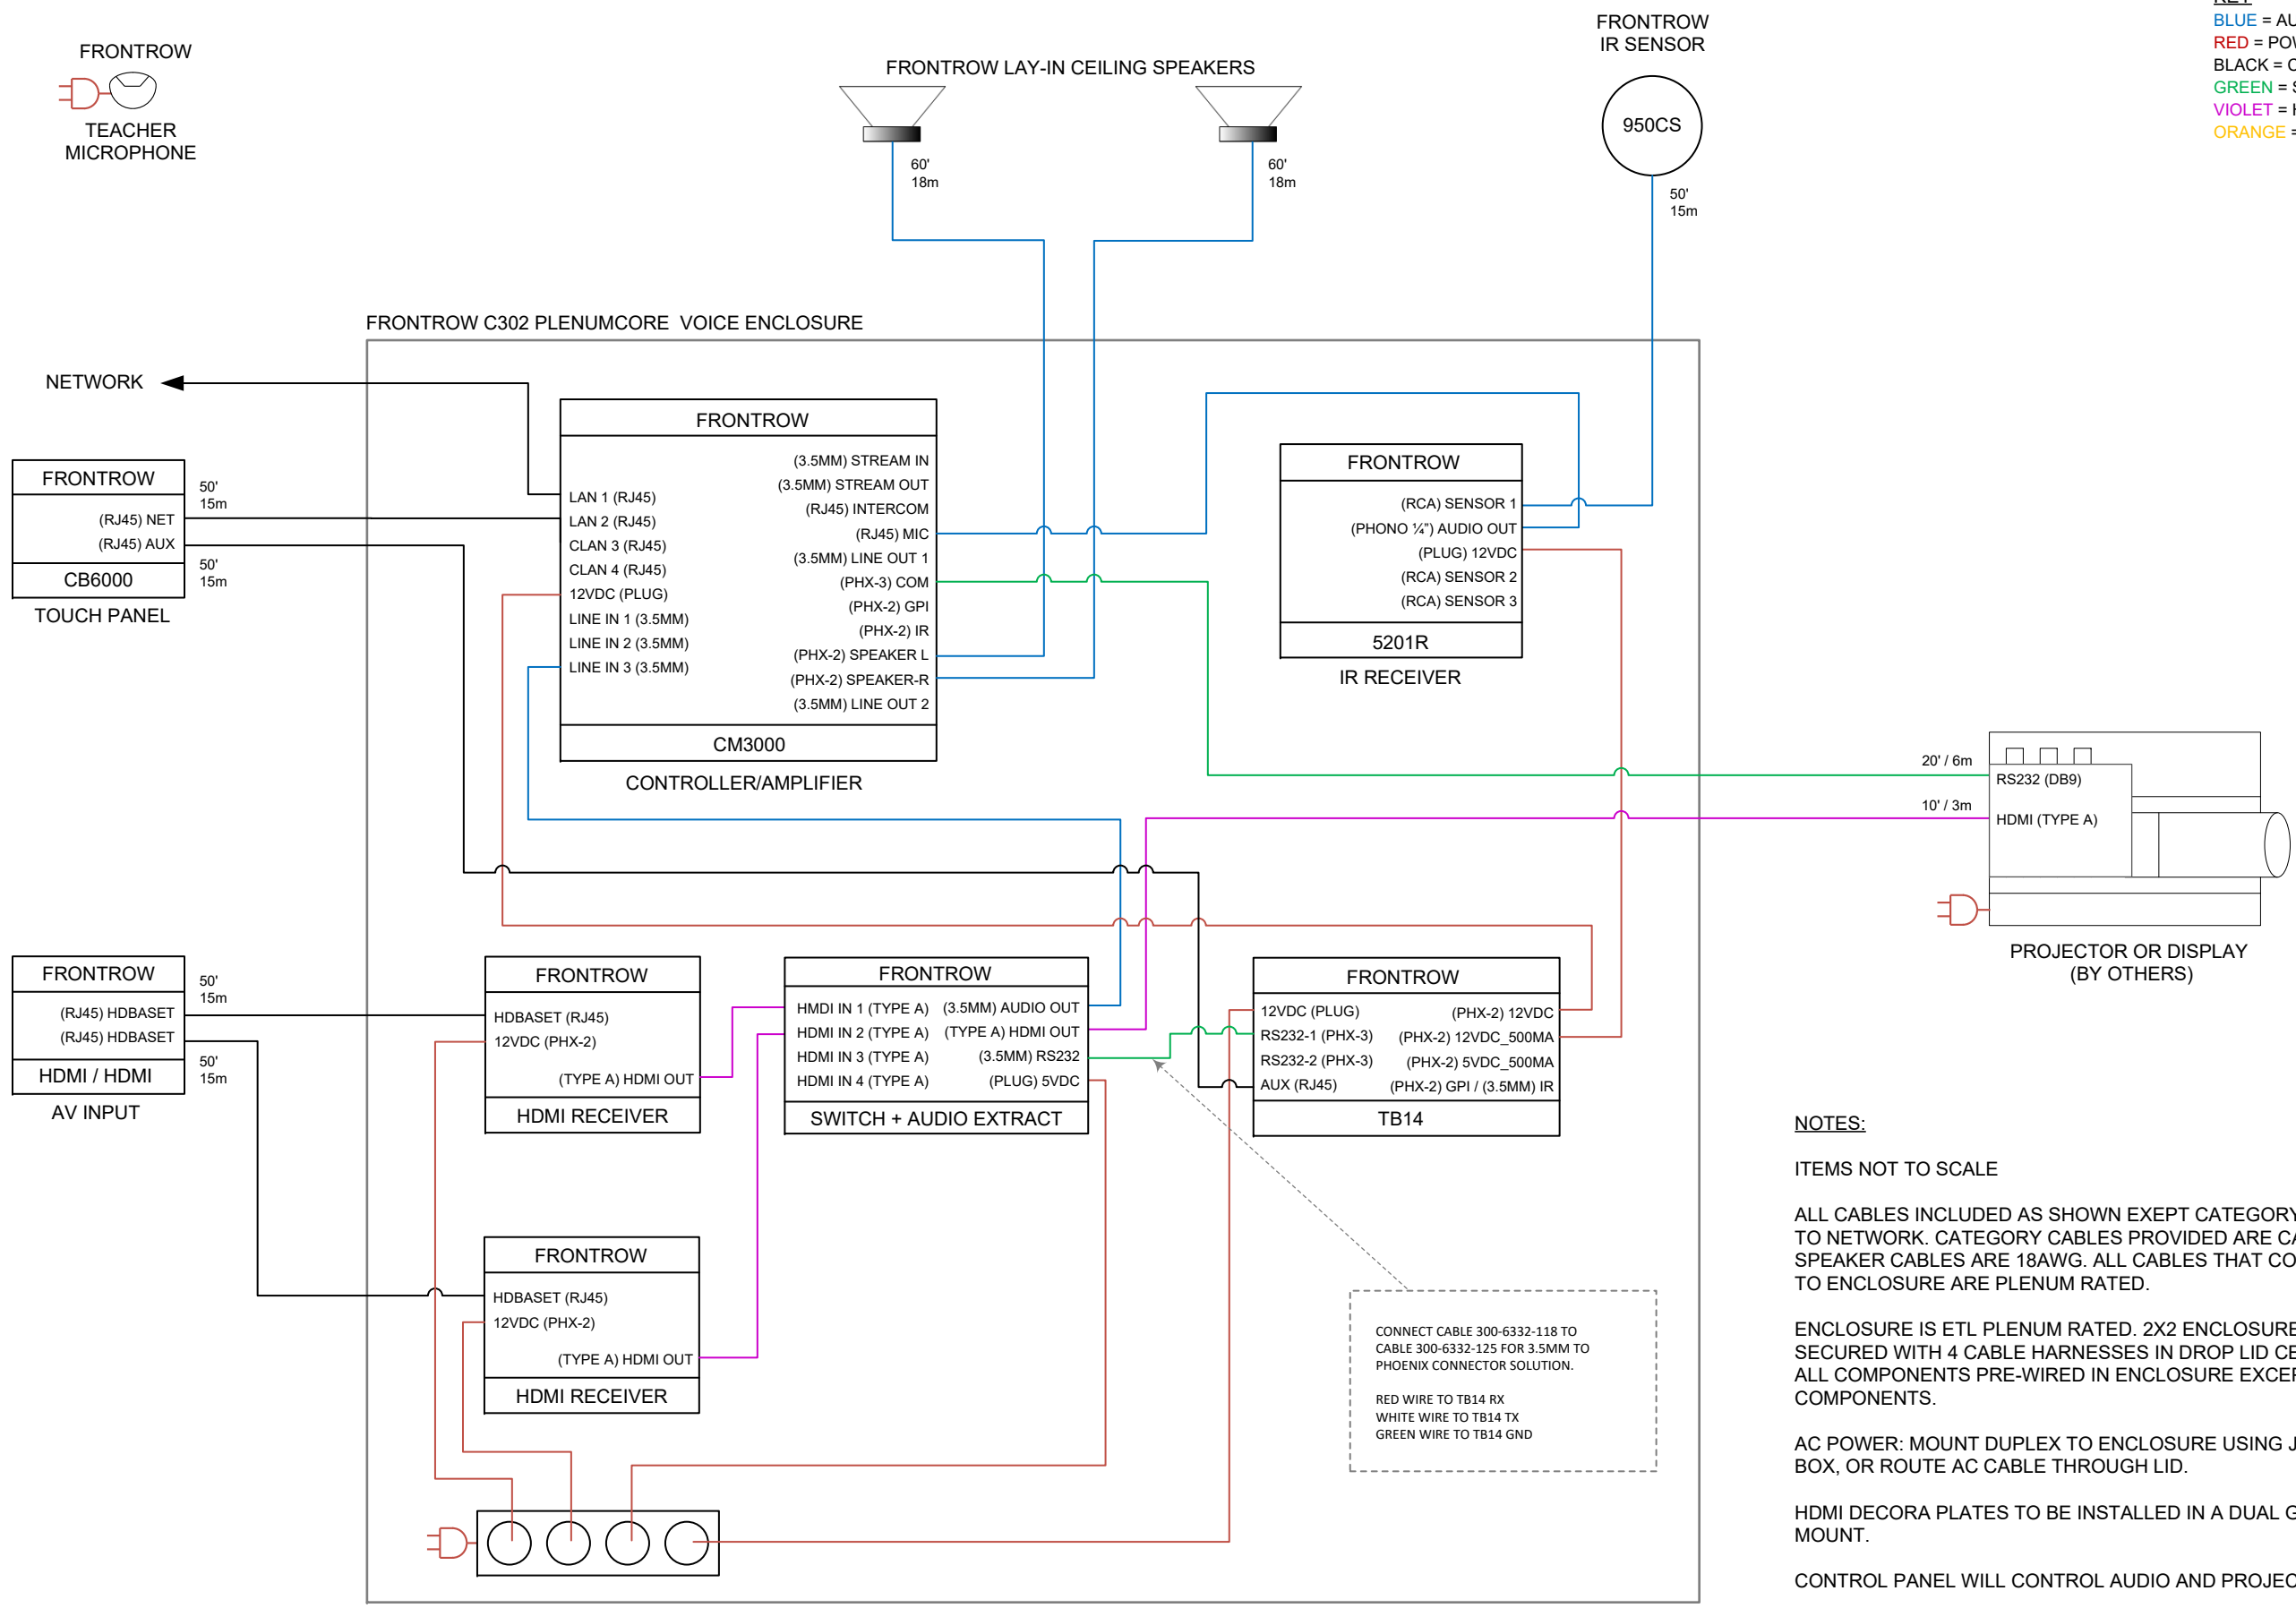 FRONTROW
TEACHER
MICROPHONE
FRONTROW LAY-IN CEILING SPEAKERS
60'
18m
60'
18m
FRONTROW
IR SENSOR
950CS
50'
15m
BLUE =
RED =
BLACK =
GREEN =
VIOLET =
ORANGE =
FRONTROW C302 PLENUMCORE VOICE ENCLOSURE
NETWORK
FRONTROW
(RJ45) NET
(RJ45) AUX
CB6000
TOUCH PANEL
50'
15m
50'
15m
FRONTROW
LAN 1 (RJ45)
LAN 2 (RJ45)
CLAN 3 (RJ45)
CLAN 4 (RJ45)
12VDC (PLUG)
LINE IN 1 (3.5MM)
LINE IN 2 (3.5MM)
LINE IN 3 (3.5MM)
(3.5MM) STREAM IN
(3.5MM) STREAM OUT
(RJ45) INTERCOM
(RJ45) MIC
(3.5MM) LINE OUT 1
(PHX-3) COM
(PHX-2) GPI
(PHX-2) IR
(PHX-2) SPEAKER L
(PHX-2) SPEAKER-R
(3.5MM) LINE OUT 2
CM3000
CONTROLLER/AMPLIFIER
FRONTROW
(RCA) SENSOR 1
(PHONO ¼") AUDIO OUT
(PLUG) 12VDC
(RCA) SENSOR 2
(RCA) SENSOR 3
5201R
IR RECEIVER
20' / 6m
10' / 3m
RS232 (DB9)
HDMI (TYPE A)
PROJECTOR OR DISPLAY
(BY OTHERS)
FRONTROW
(RJ45) HDBASET
(RJ45) HDBASET
HDMI / HDMI
AV INPUT
50'
15m
50'
15m
FRONTROW
HDBASET (RJ45)
12VDC (PHX-2)
(TYPE A) HDMI OUT
HDMI RECEIVER
FRONTROW
HMDI IN 1 (TYPE A)
HDMI IN 2 (TYPE A)
HDMI IN 3 (TYPE A)
HDMI IN 4 (TYPE A)
(3.5MM) AUDIO OUT
(TYPE A) HDMI OUT
(3.5MM) RS232
(PLUG) 5VDC
SWITCH + AUDIO EXTRACT
FRONTROW
12VDC (PLUG)
RS232-1 (PHX-3)
RS232-2 (PHX-3)
AUX (RJ45)
(PHX-2) 12VDC
(PHX-2) 12VDC_500MA
(PHX-2) 5VDC_500MA
(PHX-2) GPI / (3.5MM) IR
TB14
FRONTROW
HDBASET (RJ45)
12VDC (PHX-2)
(TYPE A) HDMI OUT
HDMI RECEIVER
CONNECT CABLE 300-6332-118 TO
CABLE 300-6332-125 FOR 3.5MM TO
PHOENIX CONNECTOR SOLUTION.
RED WIRE TO TB14 RX
WHITE WIRE TO TB14 TX
GREEN WIRE TO TB14 GND
NOTES:
ITEMS NOT TO SCALE
ALL CABLES INCLUDED AS SHOWN EXEPT CATEGORY
TO NETWORK. CATEGORY CABLES PROVIDED ARE
SPEAKER CABLES ARE 18AWG. ALL CABLES THAT
TO ENCLOSURE ARE PLENUM RATED.
ENCLOSURE IS ETL PLENUM RATED. 2X2 ENCLOSURE
SECURED WITH 4 CABLE HARNESSES IN DROP LID
ALL COMPONENTS PRE-WIRED IN ENCLOSURE
COMPONENTS.
AC POWER: MOUNT DUPLEX TO ENCLOSURE USING
BOX, OR ROUTE AC CABLE THROUGH LID.
HDMI DECORA PLATES TO BE INSTALLED IN A DUAL
MOUNT.
CONTROL PANEL WILL CONTROL AUDIO AND